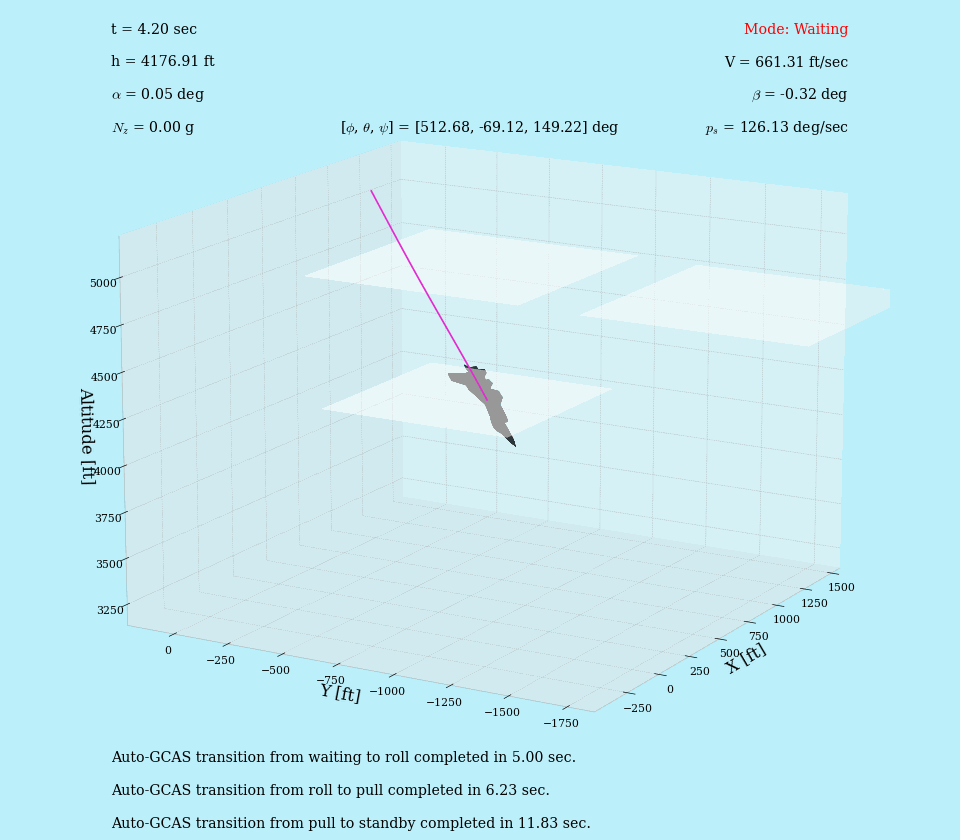 t = 4.20 sec
Mode: Waiting
h = 4176.91 ft
V = 661.31 ft/sec
α = 0.05 deg
β = -0.32 deg
N_z = 0.00 g
[ϕ, θ, ψ] = [512.68, -69.12, 149.22] deg
p_s = 126.13 deg/sec
5000
4750
4500
4250
4000
3750
3500
3250
Altitude [ft]
0
−250
−500
−750
−1000
−1250
−1500
−1750
Y [ft]
1500
1250
1000
750
500
250
0
−250
X [ft]
Auto-GCAS transition from waiting to roll completed in 5.00 sec.
Auto-GCAS transition from roll to pull completed in 6.23 sec.
Auto-GCAS transition from pull to standby completed in 11.83 sec.